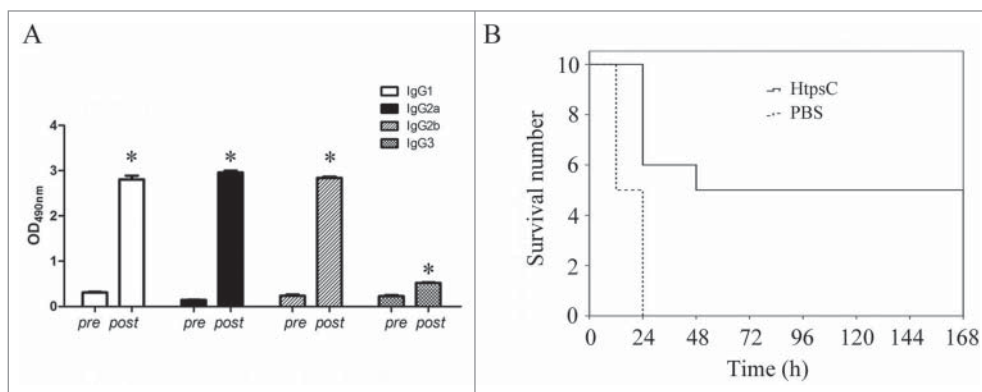 A
IgG1
IgG2a
IgG2b
IgG3
OD490nm
5
4
3
2
1
0
* * * *
pre post pre post pre post pre post
B
HtpsC
PBS
Survival number
10
8
6
4
2
0
0 24 48 72 96 120 144 168
Time (h)